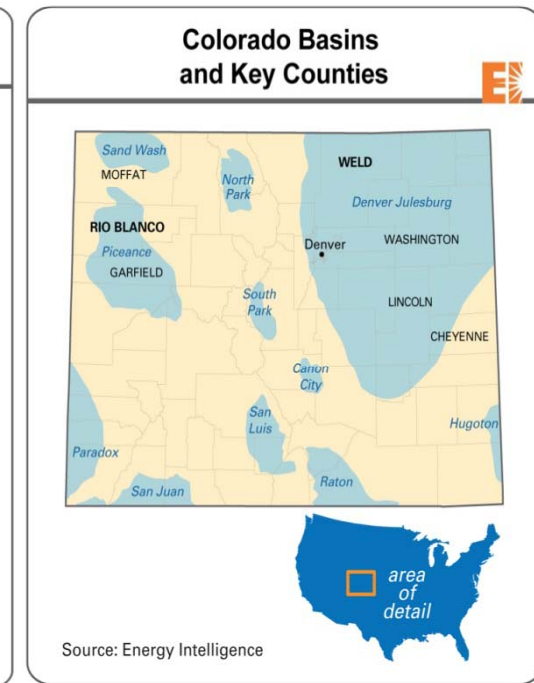 Colorado Basins
and Key Counties
E
Sand Wash
MOFFAT
North
Park
WELD
Denver Julesburg
RIO BLANCO
Piceance
GARFIELD
Denver
WASHINGTON
South
Park
LINCOLN
CHEYENNE
Canon
City
San
Luis
Hugoton
Paradox
San Juan
Raton
area
of
detail
Source: Energy Intelligence